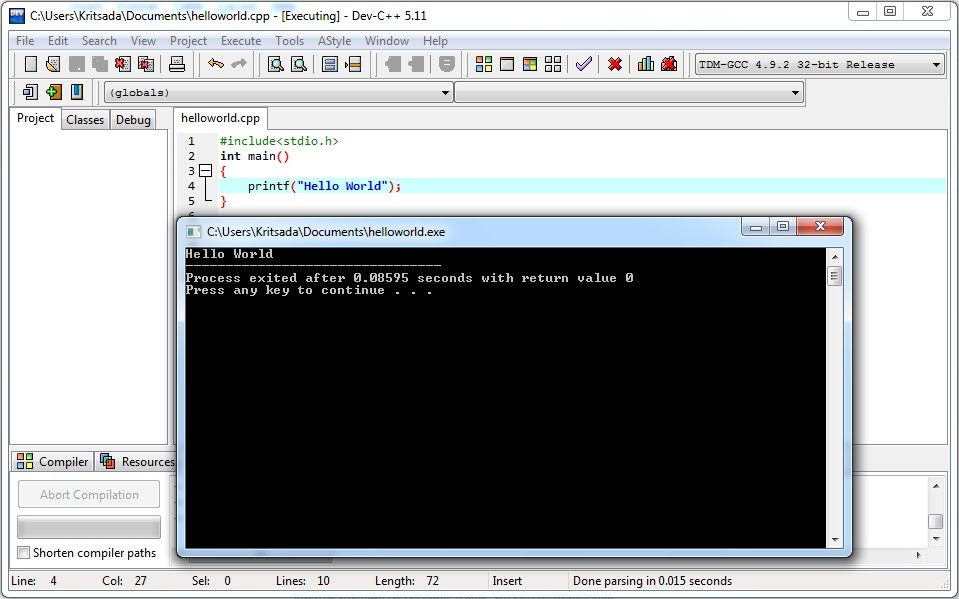 C:\Users\Kritsada\Documents\helloworld.cpp - [Executing] - Dev-C++ 5.11
File Edit Search View Project Execute Tools AStyle Window Help
TDM-GCC 4.9.2 32-bit Release
(globals)
Project Classes Debug
helloworld.cpp
1 #include<stdio.h>
2 int main()
3 {
4 printf("Hello World");
5 }
C:\Users\Kritsada\Documents\helloworld.exe
Hello World
--------------------------------
Process exited after 0.08595 seconds with return value 0
Press any key to continue . . .
Compiler Resources
Abort Compilation
Shorten compiler paths
Line: 4 Col: 27 Sel: 0 Lines: 10 Length: 72 Insert Done parsing in 0.015 seconds